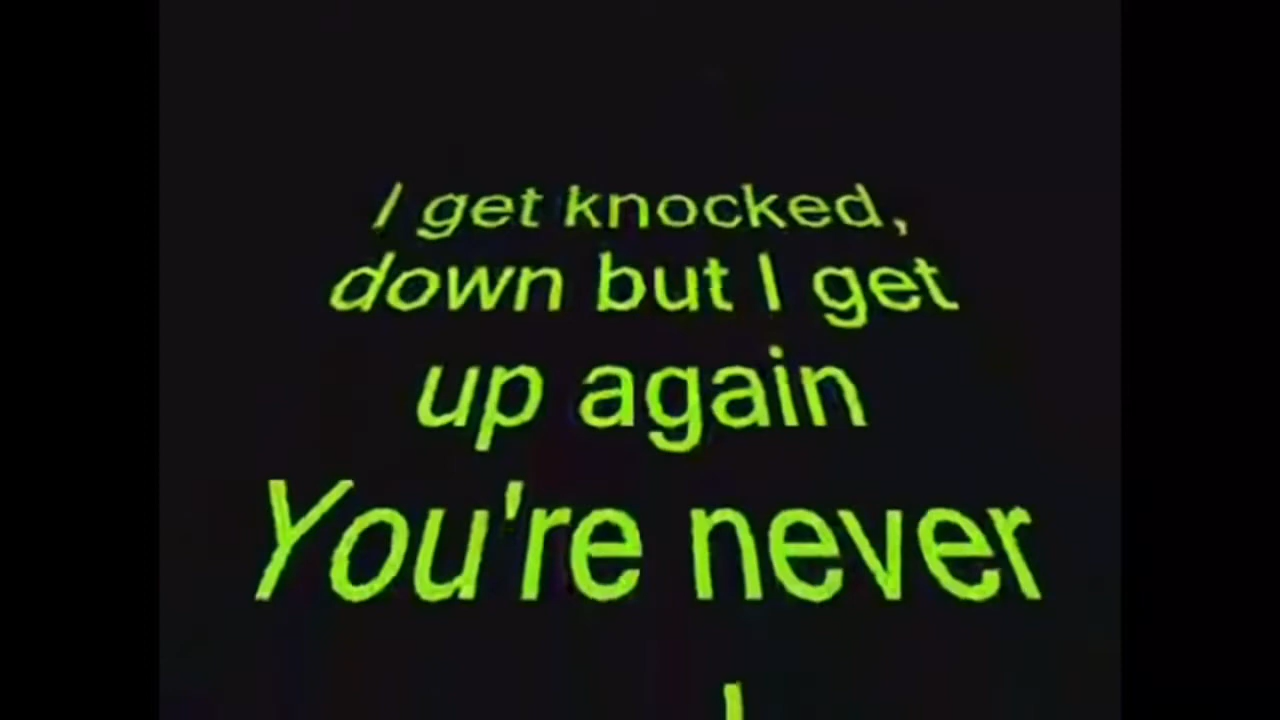 I get knocked,
down but I get
up again
You're never